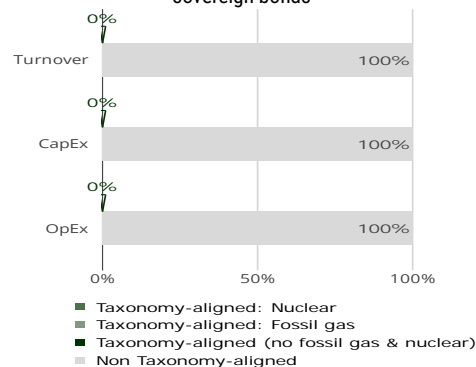 sovereign bonds
0%
Turnover 100%
0%
CapEx 100%
0%
OpEx 100%
0% 50% 100%
Taxonomy-aligned: Nuclear
Taxonomy-aligned: Fossil gas
Taxonomy-aligned (no fossil gas & nuclear)
Non Taxonomy-aligned